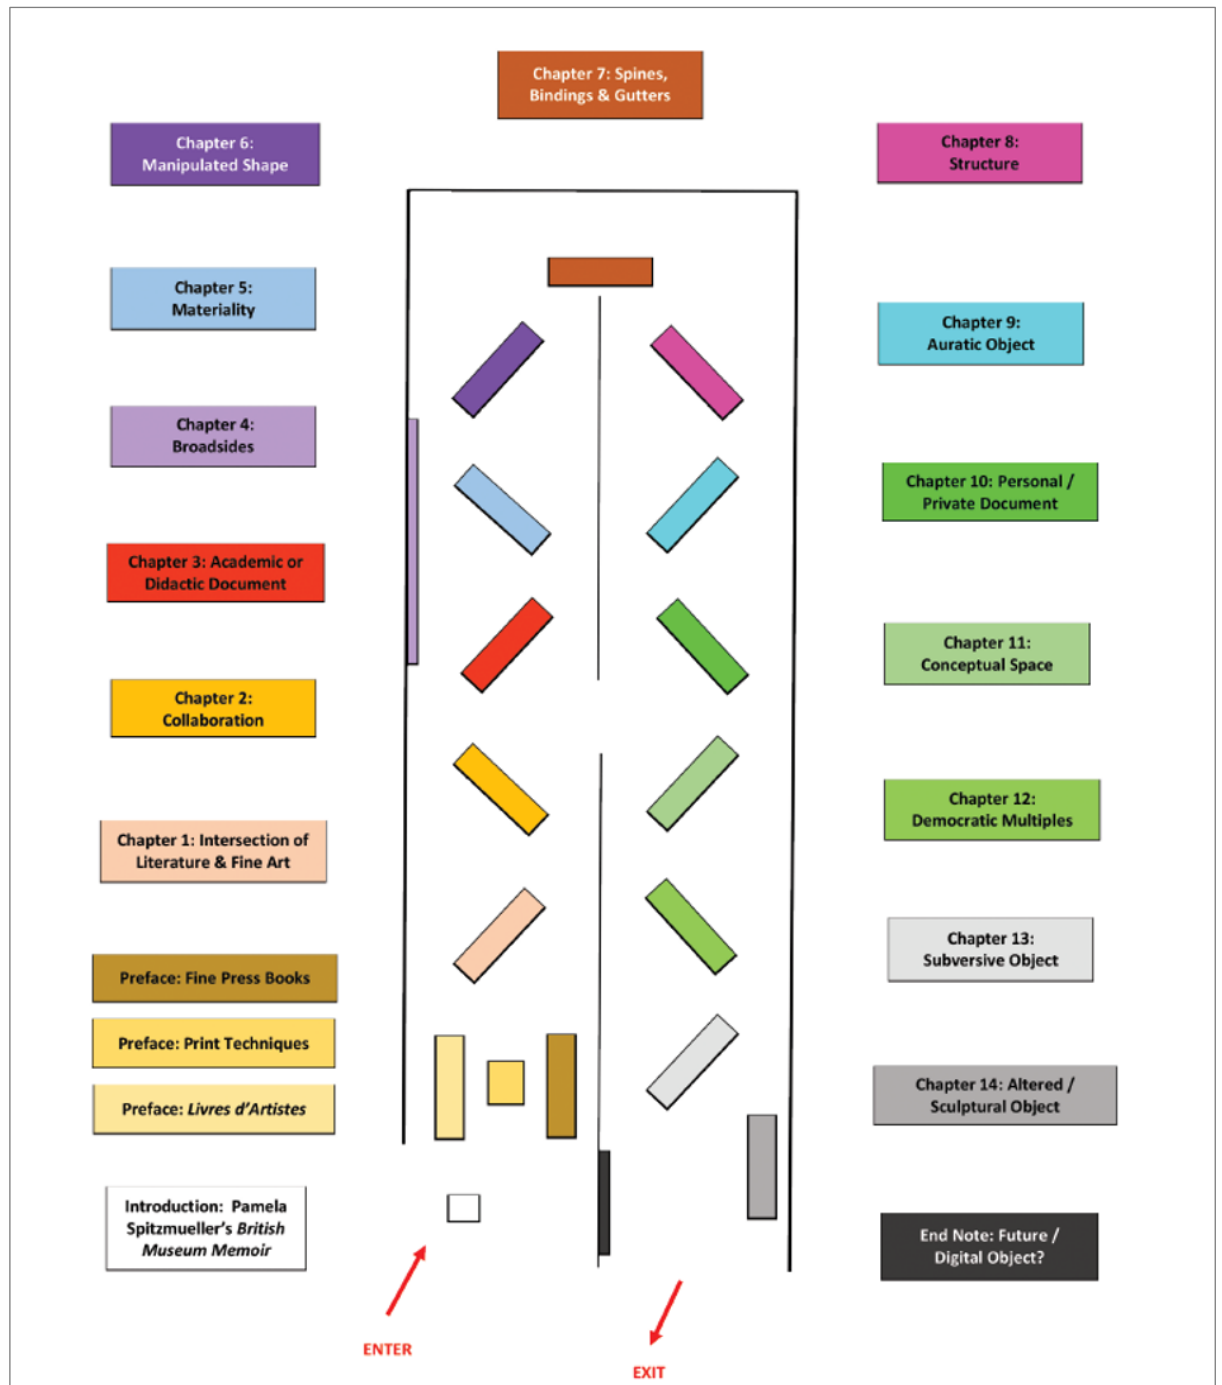 Chapter 7: Spines,
Bindings & Gutters
Chapter 6:
Manipulated Shape
Chapter 8:
Structure
Chapter 5:
Materiality
Chapter 9:
Auratic Object
Chapter 4:
Broadsides
Chapter 10: Personal /
Private Document
Chapter 3: Academic or
Didactic Document
Chapter 11:
Conceptual Space
Chapter 2:
Collaboration
Chapter 12:
Democratic Multiples
Chapter 1: Intersection of
Literature & Fine Art
Chapter 13:
Subversive Object
Preface: Fine Press Books
Preface: Print Techniques
Preface: Livres d’Artistes
Chapter 14: Altered /
Sculptural Object
Introduction: Pamela
Spitzmueller’s British
Museum Memoir
End Note: Future /
Digital Object?
ENTER
EXIT